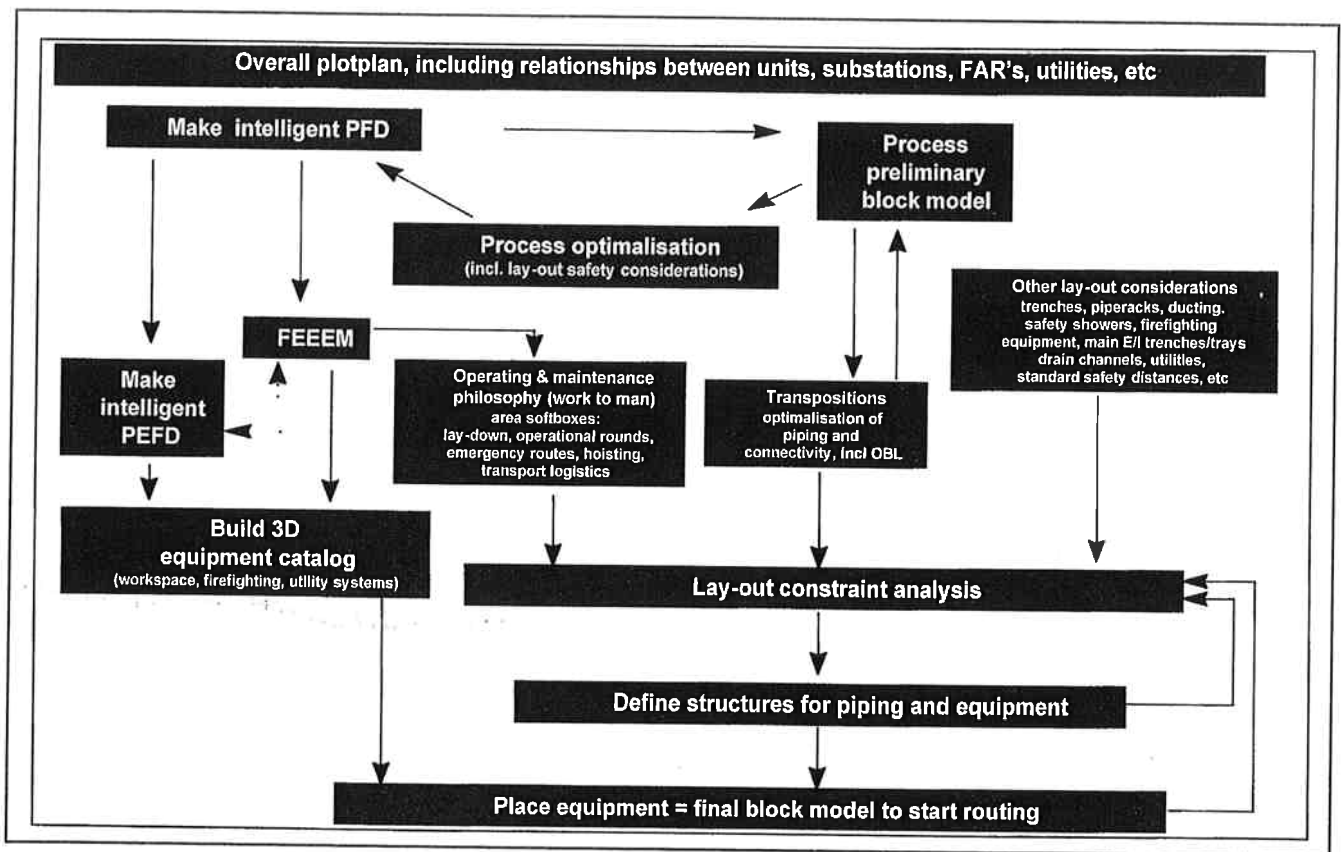 Overall plotplan, including relationships between units, substations, FAR's, utilities, etc
Make intelligent PFD
Process
preliminary
block model
Process optimalisation
(incl. lay-out safety considerations)
Other lay-out considerations
trenches, piperacks, ducting.
safety showers, firefighting
equipment, main E/I trenches/trays
drain channels, utilities,
standard safety distances, etc
FEEEM
Make
intelligent
PEFD
Operating & maintenance
philosophy (work to man)
area softboxes:
lay-down, operational rounds,
emergency routes, hoisting,
transport logistics
Transpositions
optimalisation of
piping and
connectivity, incl OBL
Build 3D
equipment catalog
(workspace, firefighting, utility systems)
Lay-out constraint analysis
Define structures for piping and equipment
Place equipment = final block model to start routing